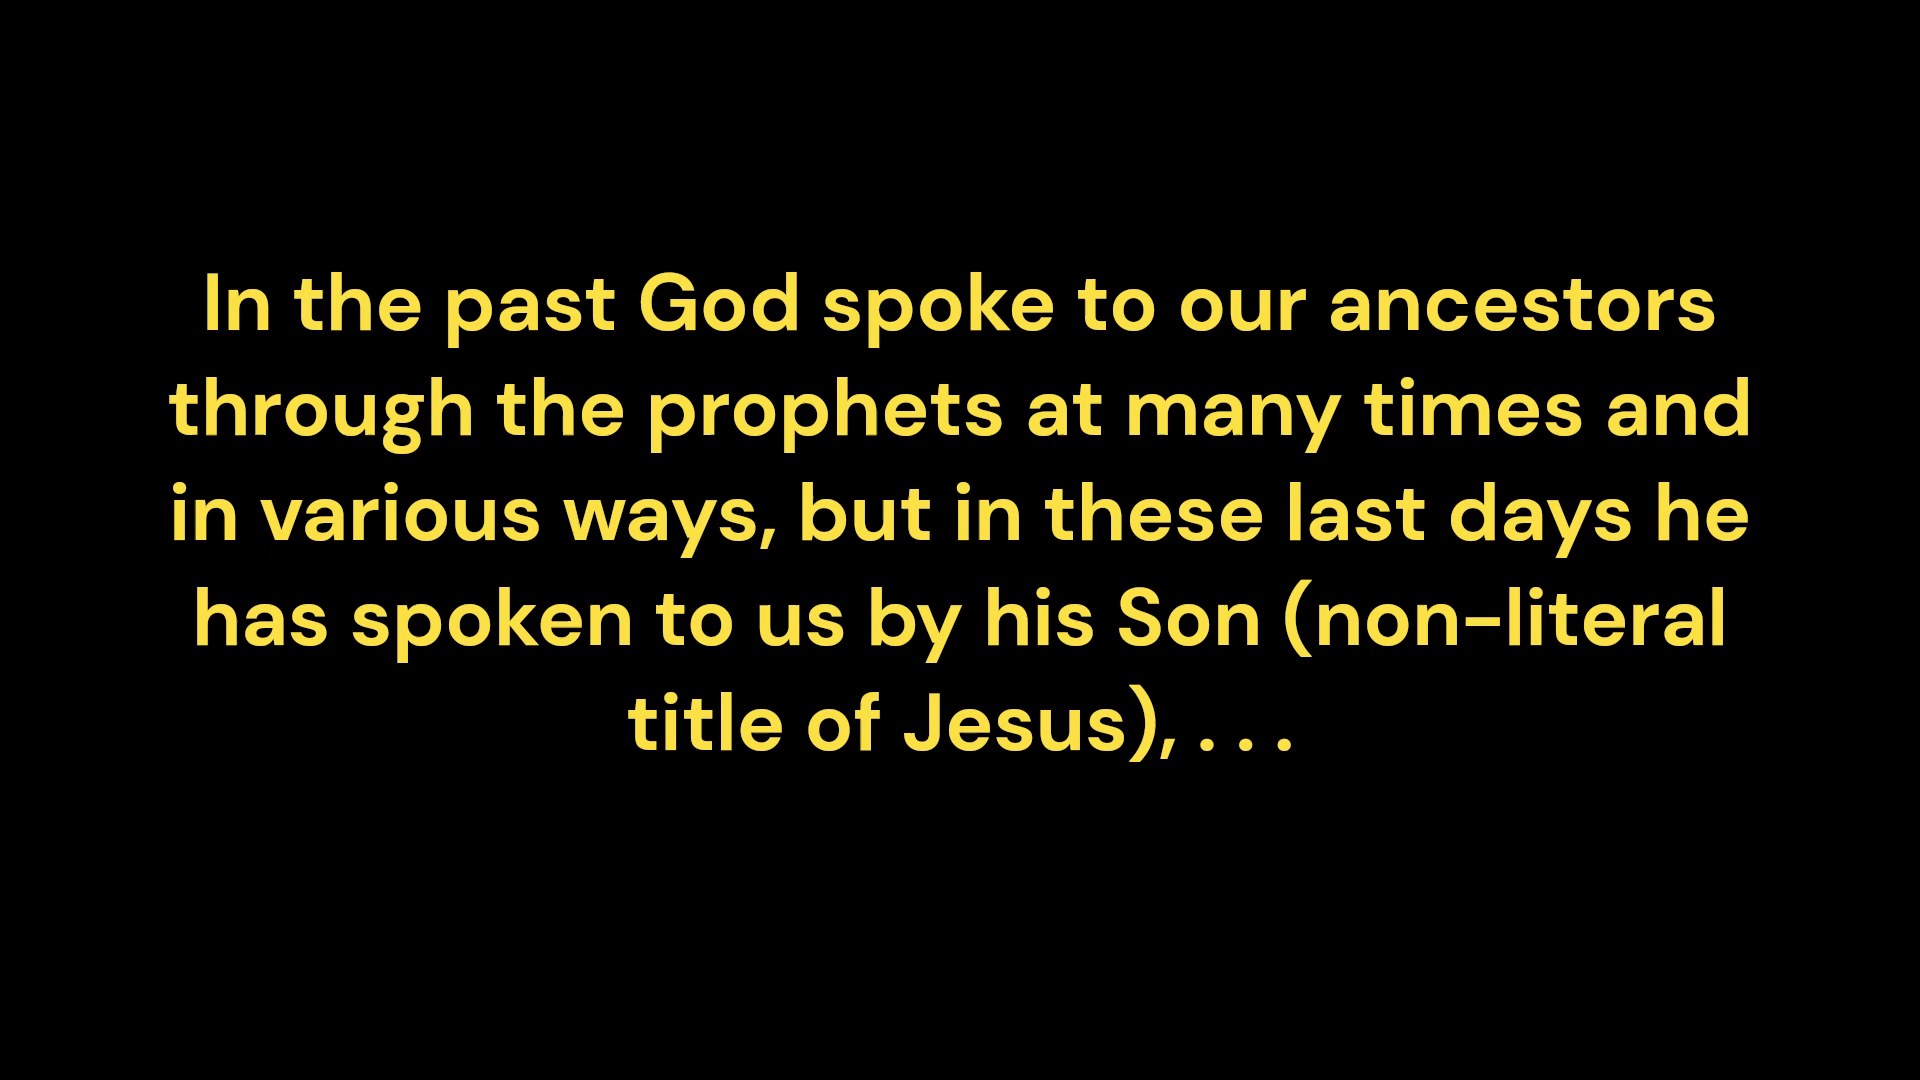 In the past God spoke to our ancestors
through the prophets at many times and
in various ways, but in these last days he
has spoken to us by his Son (non-literal
title of Jesus), . . .